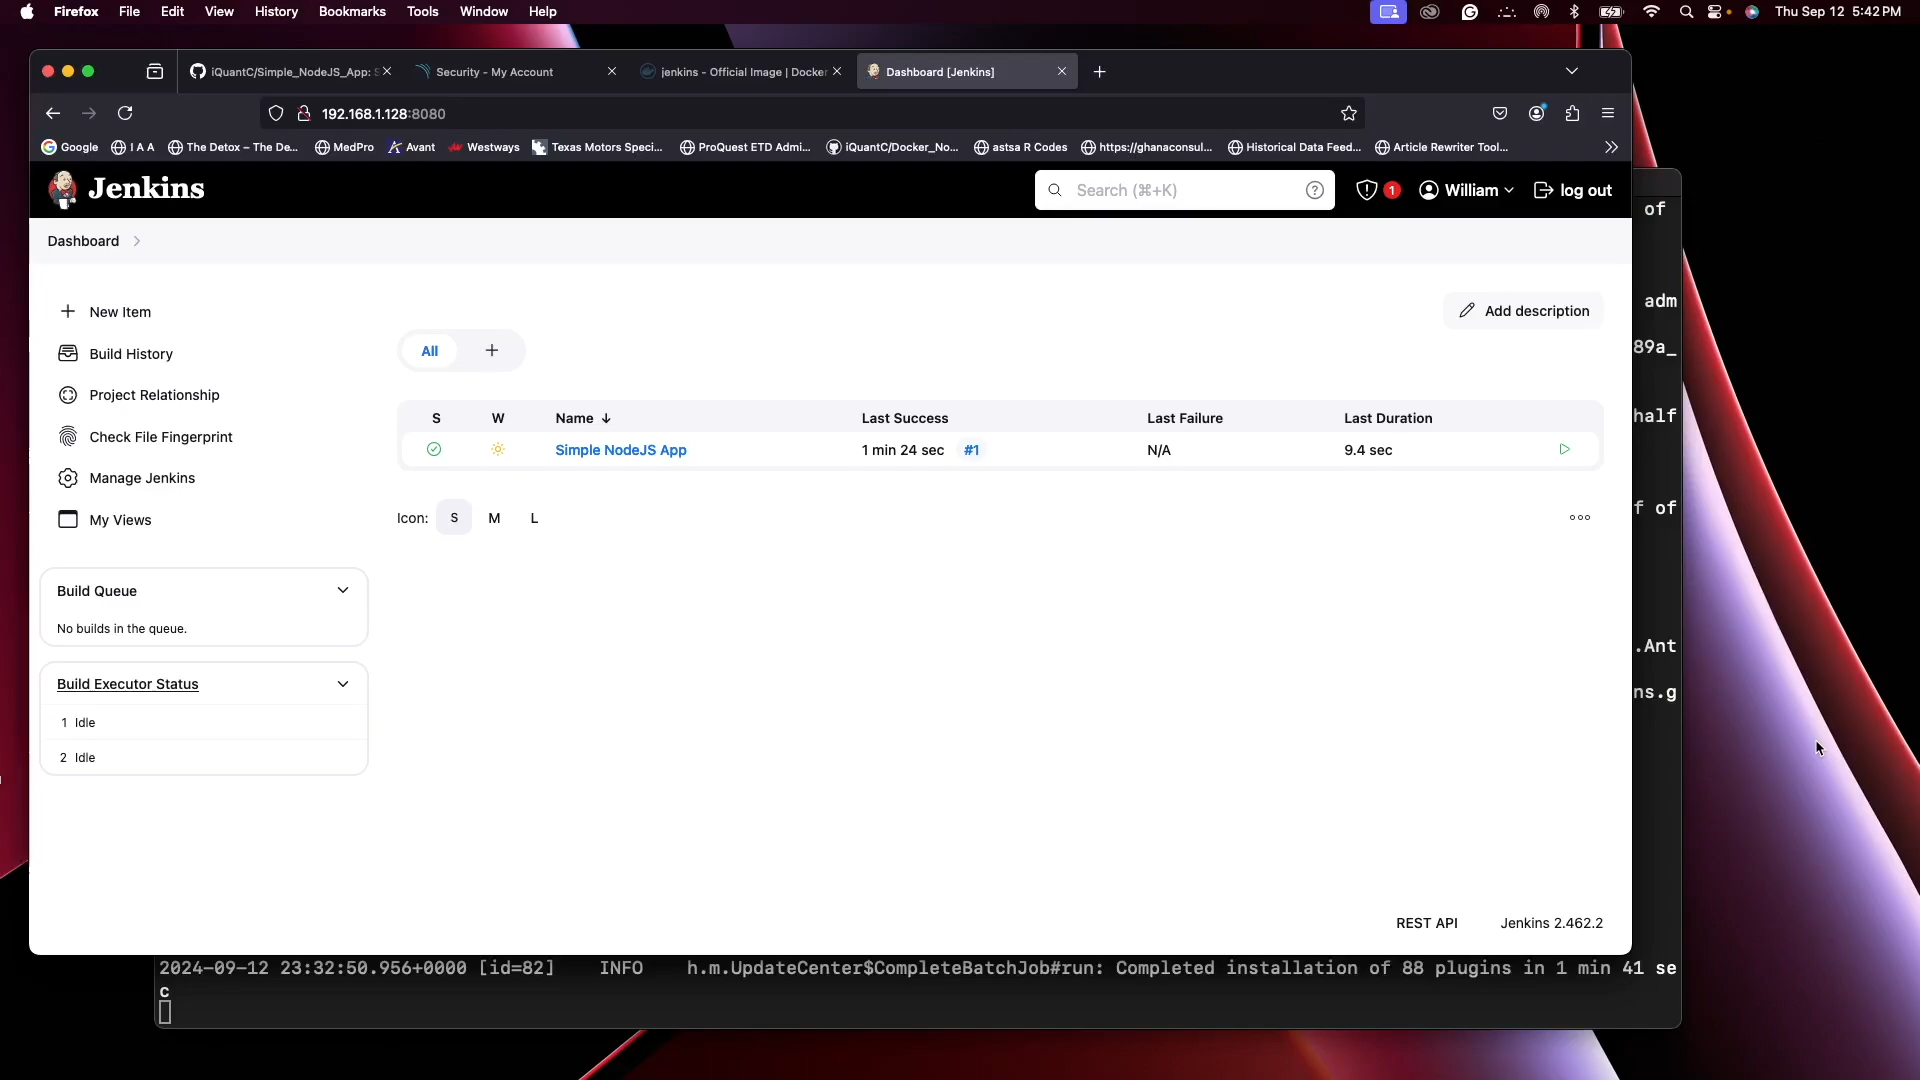 Firefox File Edit View History Bookmarks Tools Window Help Thu Sep 12 5:42 PM
iQuantC/Simple_NodeJS_App: S Security - My Account jenkins - Official Image | Docker Dashboard [Jenkins]
192.168.1.128:8080
Google I A A The Detox – The De... MedPro Avant Westways Texas Motors Speci... ProQuest ETD Admi... iQuantC/Docker_No... astsa R Codes https://ghanaconsul... Historical Data Feed... Article Rewriter Tool...
Jenkins Search (⌘+K) 1 William log out
of
Dashboard
New Item Add description
adm
Build History All +
89a_
Project Relationship
S W Name ↓ Last Success Last Failure Last Duration
half
Check File Fingerprint
Simple NodeJS App 1 min 24 sec #1 N/A 9.4 sec
Manage Jenkins
f of
My Views Icon: S M L
Build Queue
No builds in the queue.
.Ant
Build Executor Status
ns.g
1 Idle
2 Idle
REST API Jenkins 2.462.2
2024-09-12 23:32:50.956+0000 [id=82] INFO h.m.UpdateCenter$CompleteBatchJob#run: Completed installation of 88 plugins in 1 min 41 se
c